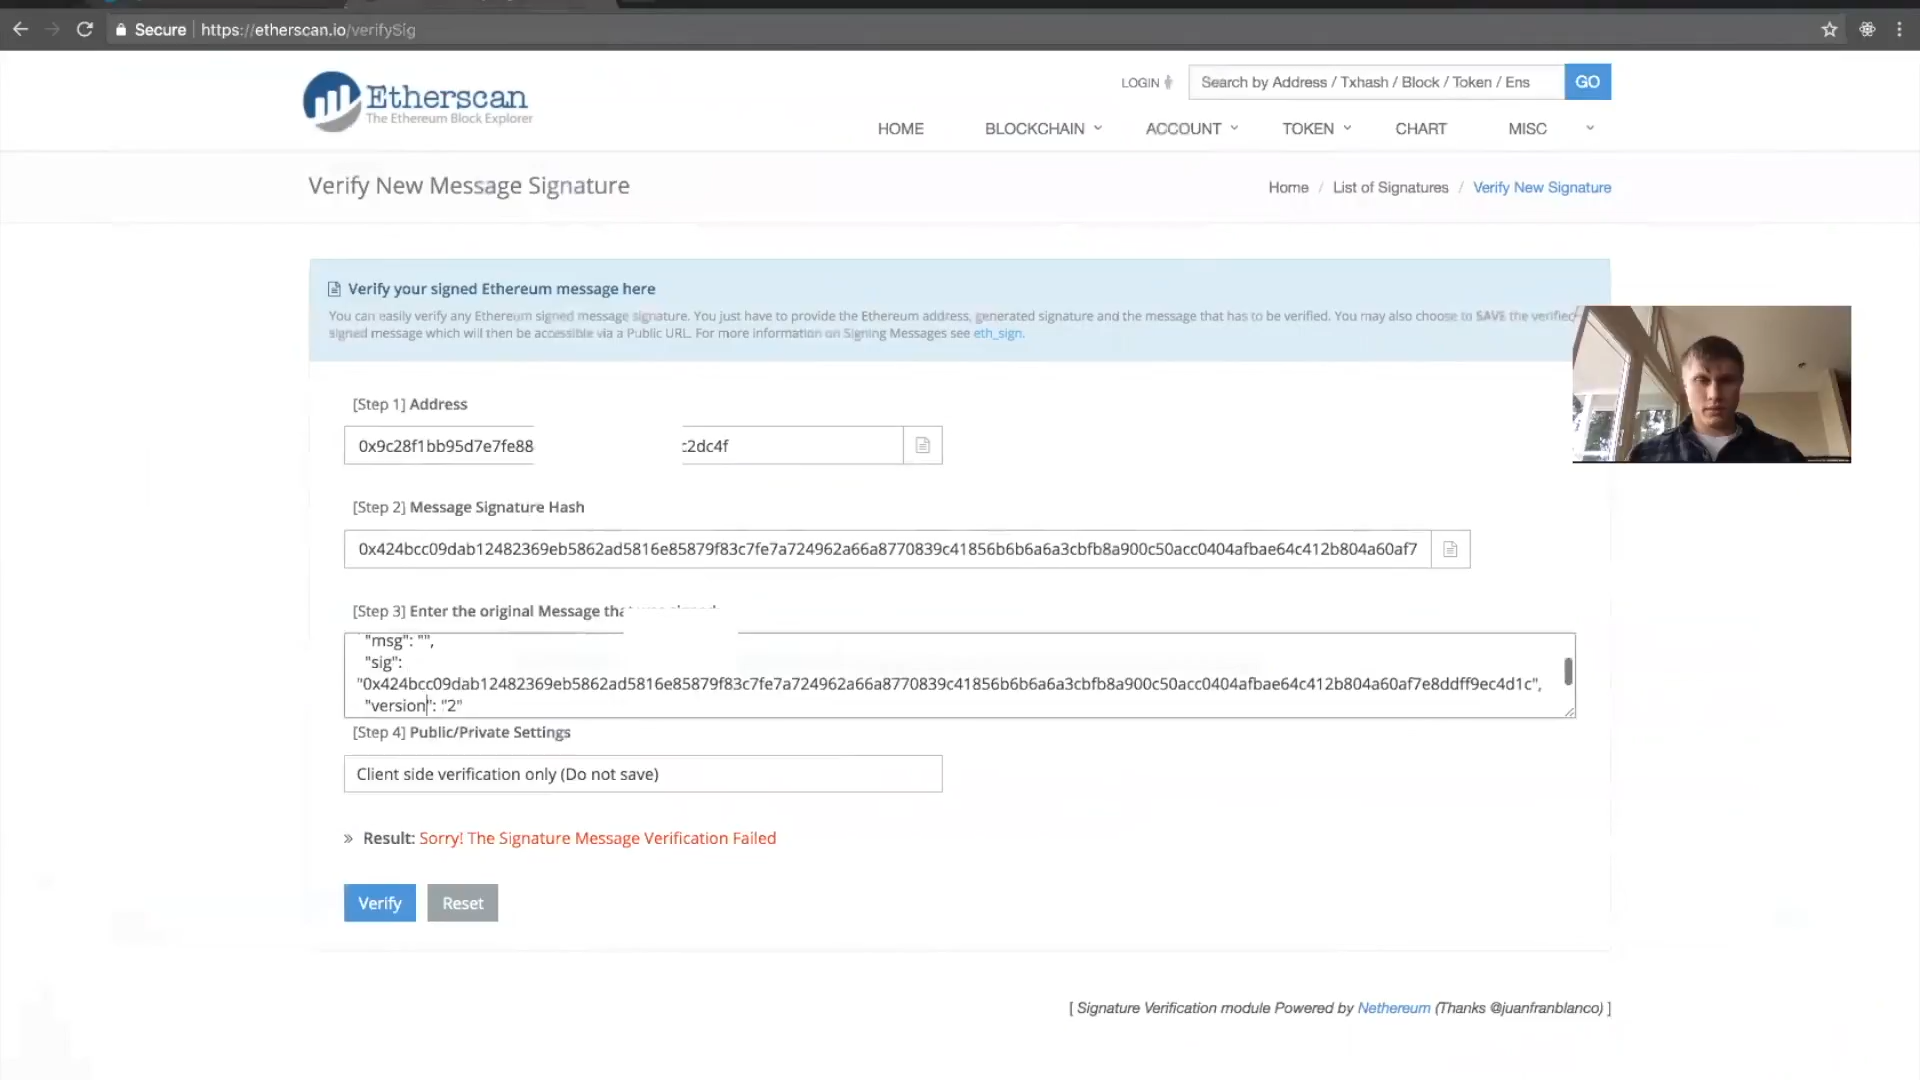 Secure https://etherscan.io/verifySig
Etherscan
The Ethereum Block Explorer
LOGIN
Search by Address / Txhash / Block / Token / Ens
GO
HOME
BLOCKCHAIN
ACCOUNT
TOKEN
CHART
MISC
Verify New Message Signature
Home / List of Signatures / Verify New Signature
Verify your signed Ethereum message here
You can easily verify any Ethereum signed message signature. You just have to provide the Ethereum address, generated signature and the message that has to be verified. You may also choose to SAVE the verified
signed message which will then be accessible via a Public URL. For more information on Signing Messages see eth_sign.
[Step 1] Address
0x9c28f1bb95d7e7fe88 c2dc4f
[Step 2] Message Signature Hash
0x424bcc09dab12482369eb5862ad5816e85879f83c7fe7a724962a66a8770839c41856b6b6a6a3cbfb8a900c50acc0404afbae64c412b804a60af7
[Step 3] Enter the original Message that
"msg": "",
"sig":
"0x424bcc09dab12482369eb5862ad5816e85879f83c7fe7a724962a66a8770839c41856b6b6a6a3cbfb8a900c50acc0404afbae64c412b804a60af7e8ddff9ec4d1c",
"version": "2"
[Step 4] Public/Private Settings
Client side verification only (Do not save)
» Result: Sorry! The Signature Message Verification Failed
Verify
Reset
[ Signature Verification module Powered by Nethereum (Thanks @juanfranblanco) ]